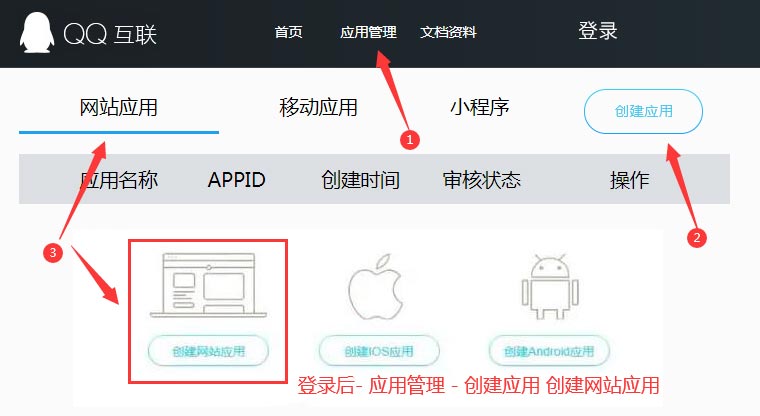 QQ 互联 首页 应用管理 文档资料 登录
网站应用 移动应用 小程序 创建应用
1
应用名称 APPID 创建时间 审核状态 操作
2
3
创建网站应用 创建IOS应用 创建Android应用
登录后- 应用管理 - 创建应用 创建网站应用